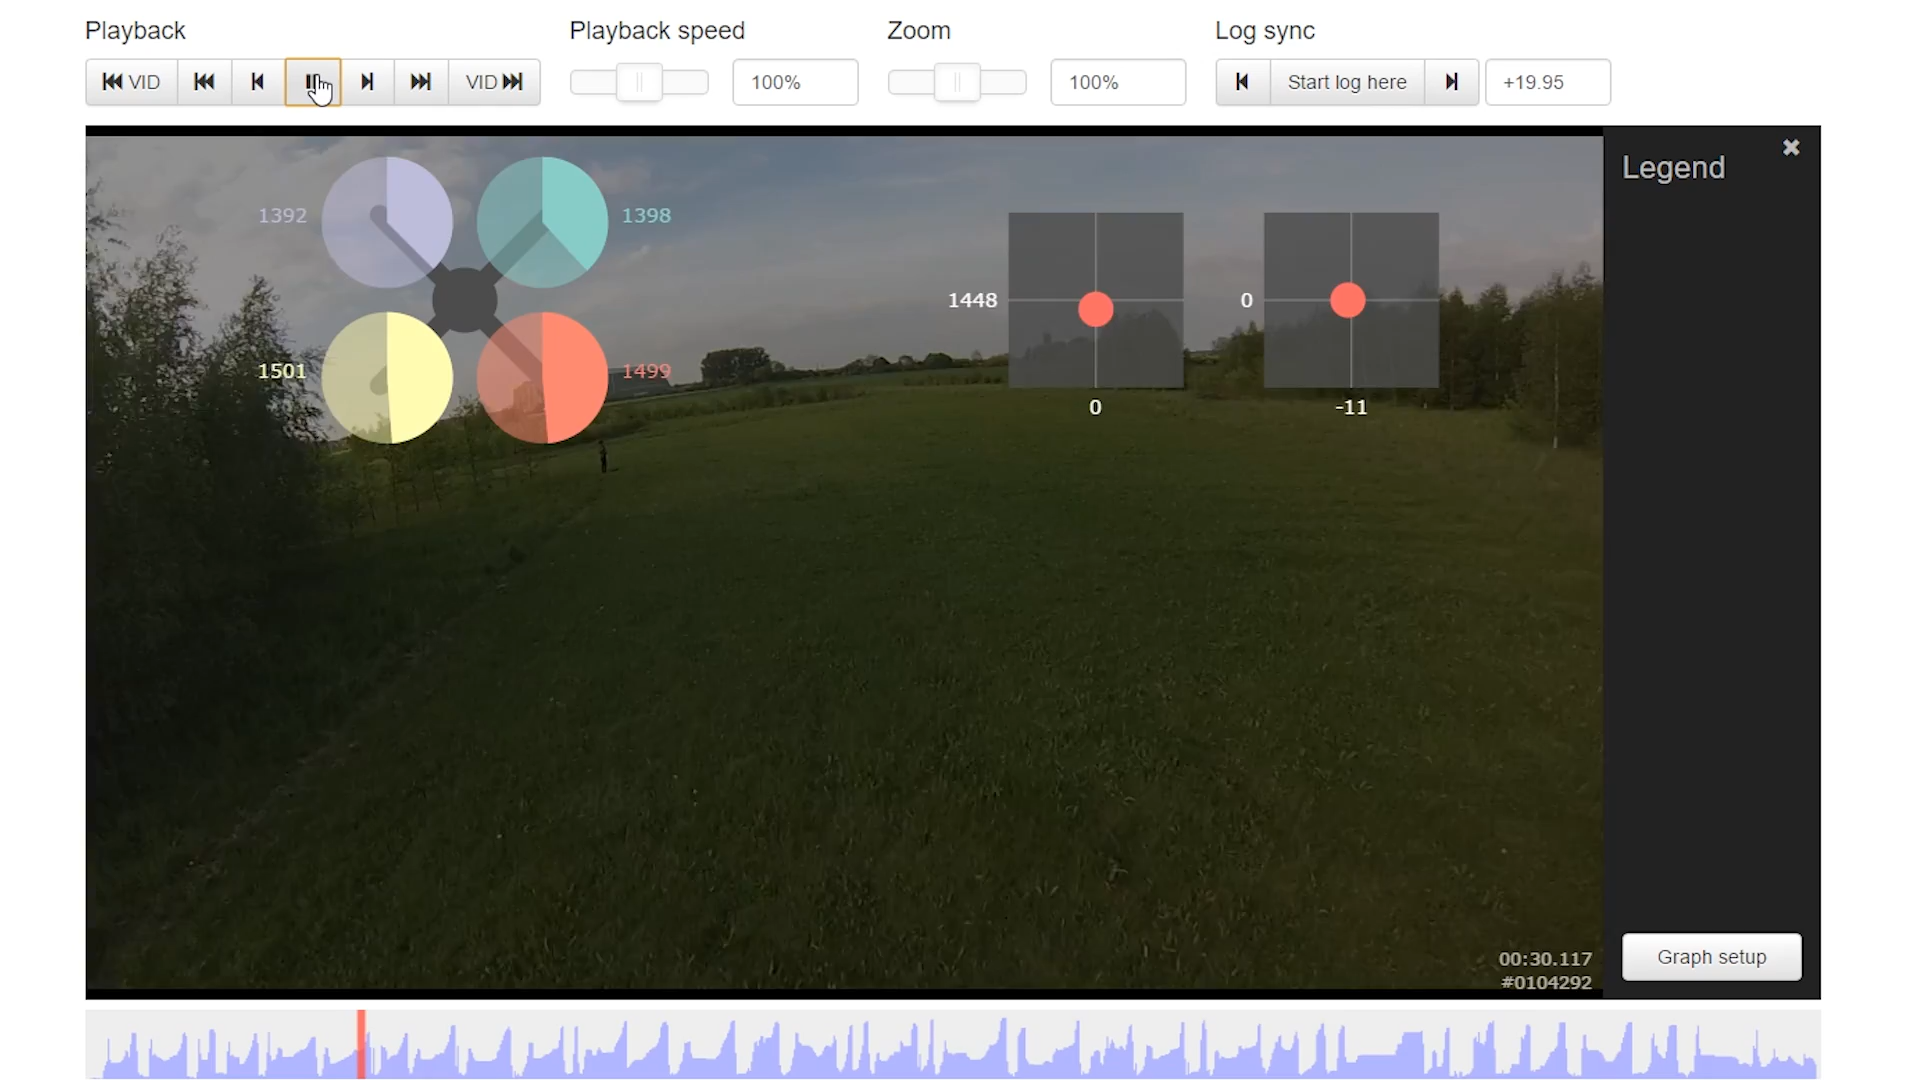 Playback
Playback speed
Zoom
Log sync
VID
VID
100%
100%
Start log here
+19.95
Legend
1392
1398
1501
1499
1448
0
0
-11
00:30.117
#0104292
Graph setup